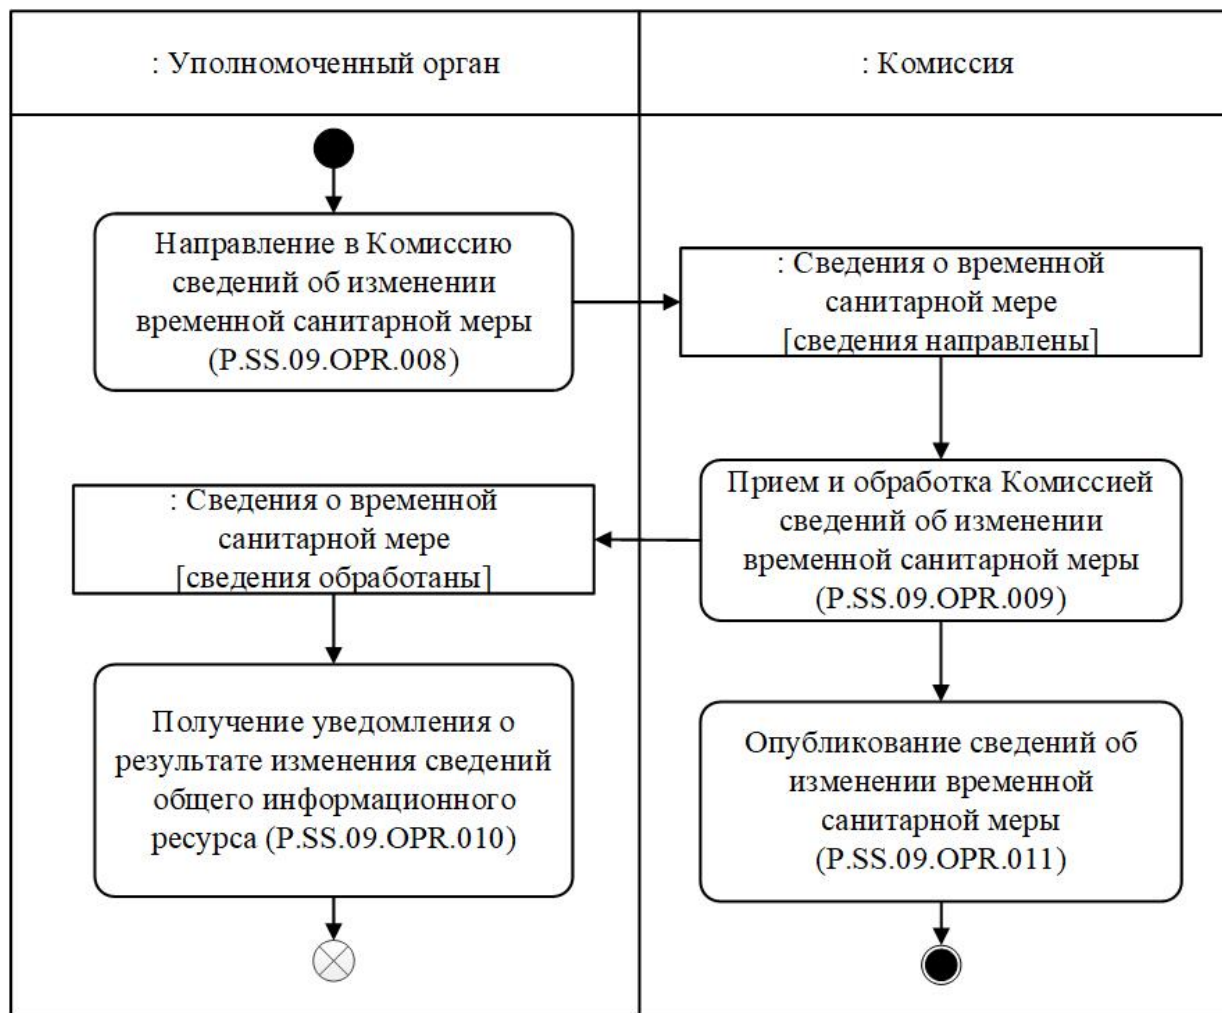 : Уполномоченный орган
: Комиссия
Направление в Комиссию
сведений об изменении
временной санитарной меры
(P.SS.09.OPR.008)
: Сведения о временной
санитарной мере
[сведения направлены]
Прием и обработка Комиссией
сведений об изменении
временной санитарной меры
(P.SS.09.OPR.009)
: Сведения о временной
санитарной мере
[сведения обработаны]
Получение уведомления о
результате изменения сведений
общего информационного
ресурса (P.SS.09.OPR.010)
Опубликование сведений об
изменении временной
санитарной меры
(P.SS.09.OPR.011)